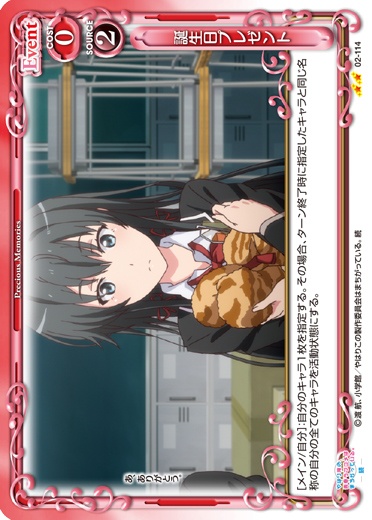 Event
COST
0
SOURCE
2
誕生日プレゼント
Precious Memories
あ、ありがとう。
[メイン/自分]:自分のキャラ1枚を指定する。その場合、ターン終了時に指定したキャラと同じ名
称の自分の全てのキャラを活動状態にする。
©渡 航、小学館/やはりこの製作委員会はまちがっている。続
02-114